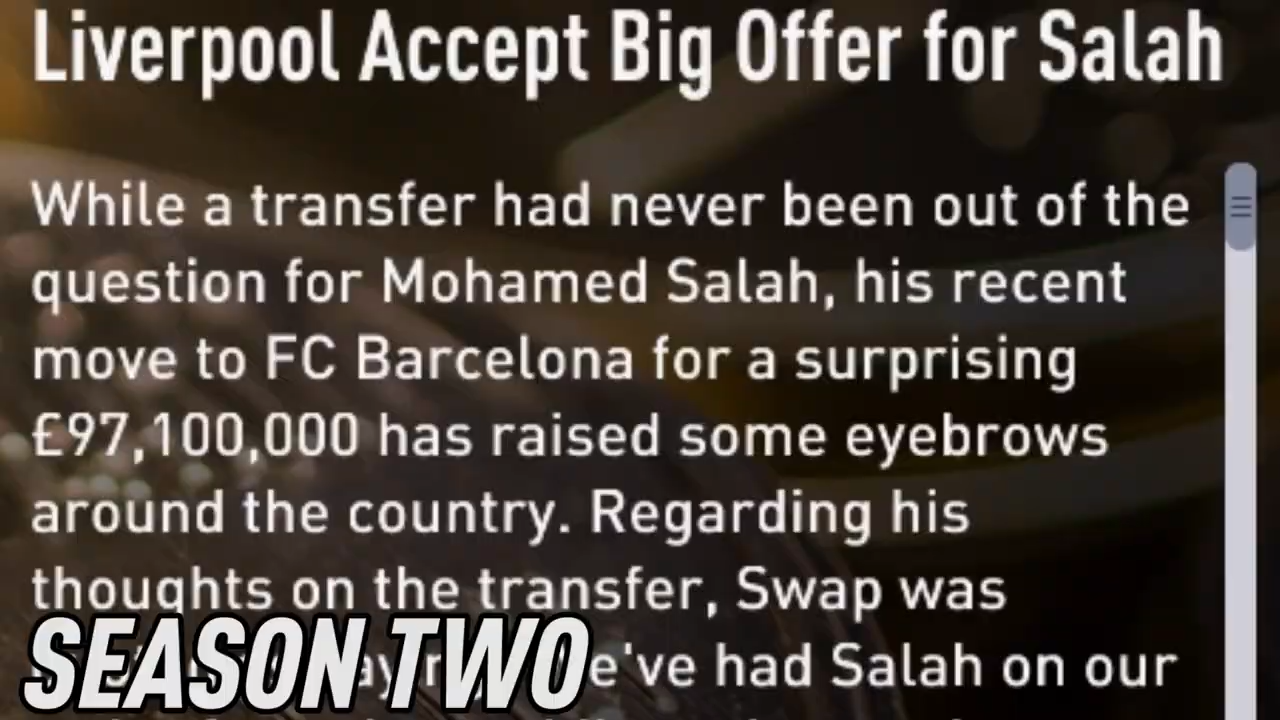 Liverpool Accept Big Offer for Salah
While a transfer had never been out of the
question for Mohamed Salah, his recent
move to FC Barcelona for a surprising
£97,100,000 has raised some eyebrows
around the country. Regarding his
thoughts on the transfer, Swap was
e've had Salah on our
SEASON TWO